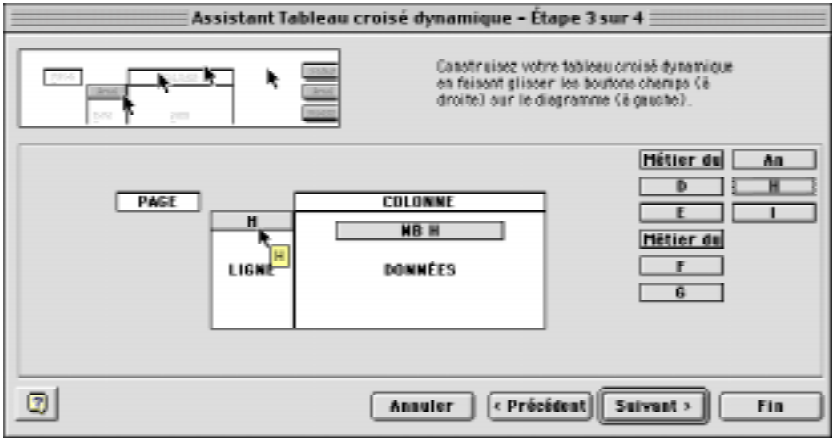 Assistant Tableau croisé dynamique – Étape 3 sur 4
Construisez votre tableau croisé dynamique
en faisant glisser les boutons champs (à
droite) sur le diagramme (à gauche).
Métier du An
D H
E I
Métier du
F
G
PAGE COLONNE
H NB H
H
LIGNE DONNÉES
Annuler < Précédent Suivant > Fin